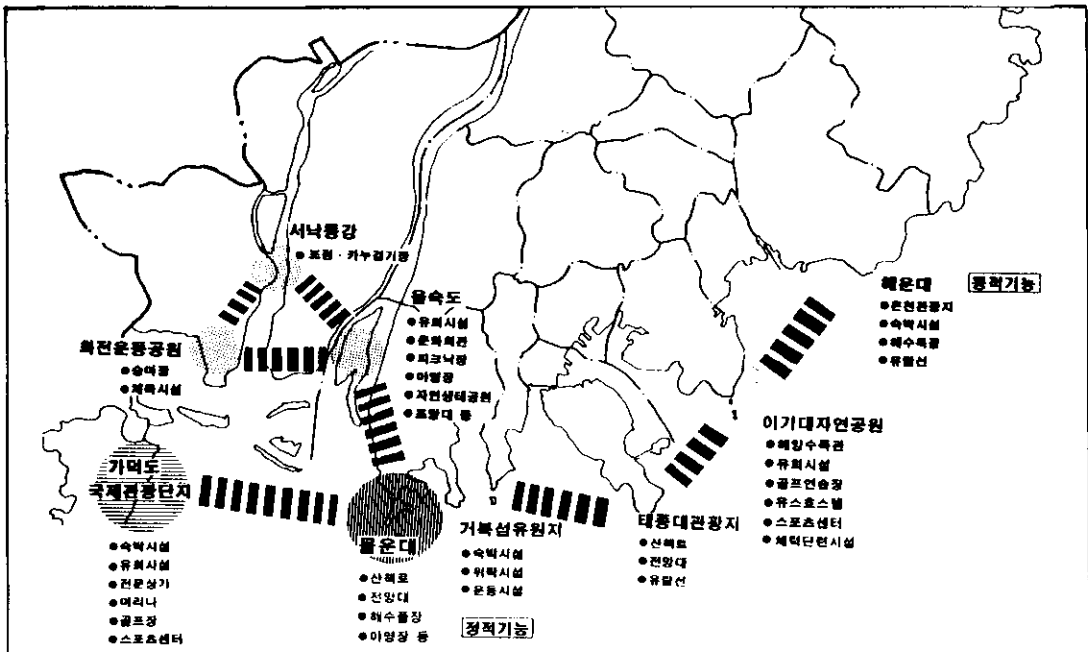 서낙동강
● 조정 · 카누경기장
을숙도
● 유희시설
● 문화회관
● 피크닉장
● 야영장
● 자연생태공원
● 조망대 등
화전운동공원
● 승마장
● 체육시설
해운대
동적기능
● 온천관광지
● 숙박시설
● 해수욕장
● 유람선
이기대자연공원
● 해양수족관
● 유희시설
● 골프연습장
● 유스호스텔
● 스포츠센터
● 체력단련시설
가덕도
국제관광단지
● 숙박시설
● 유희시설
● 전문상가
● 마리나
● 골프장
● 스포츠센터
몰운대
● 산책로
● 전망대
● 해수풀장
● 야영장 등
정적기능
거북섬유원지
● 숙박시설
● 위락시설
● 운동시설
태종대관광지
● 산책로
● 전망대
● 유람선